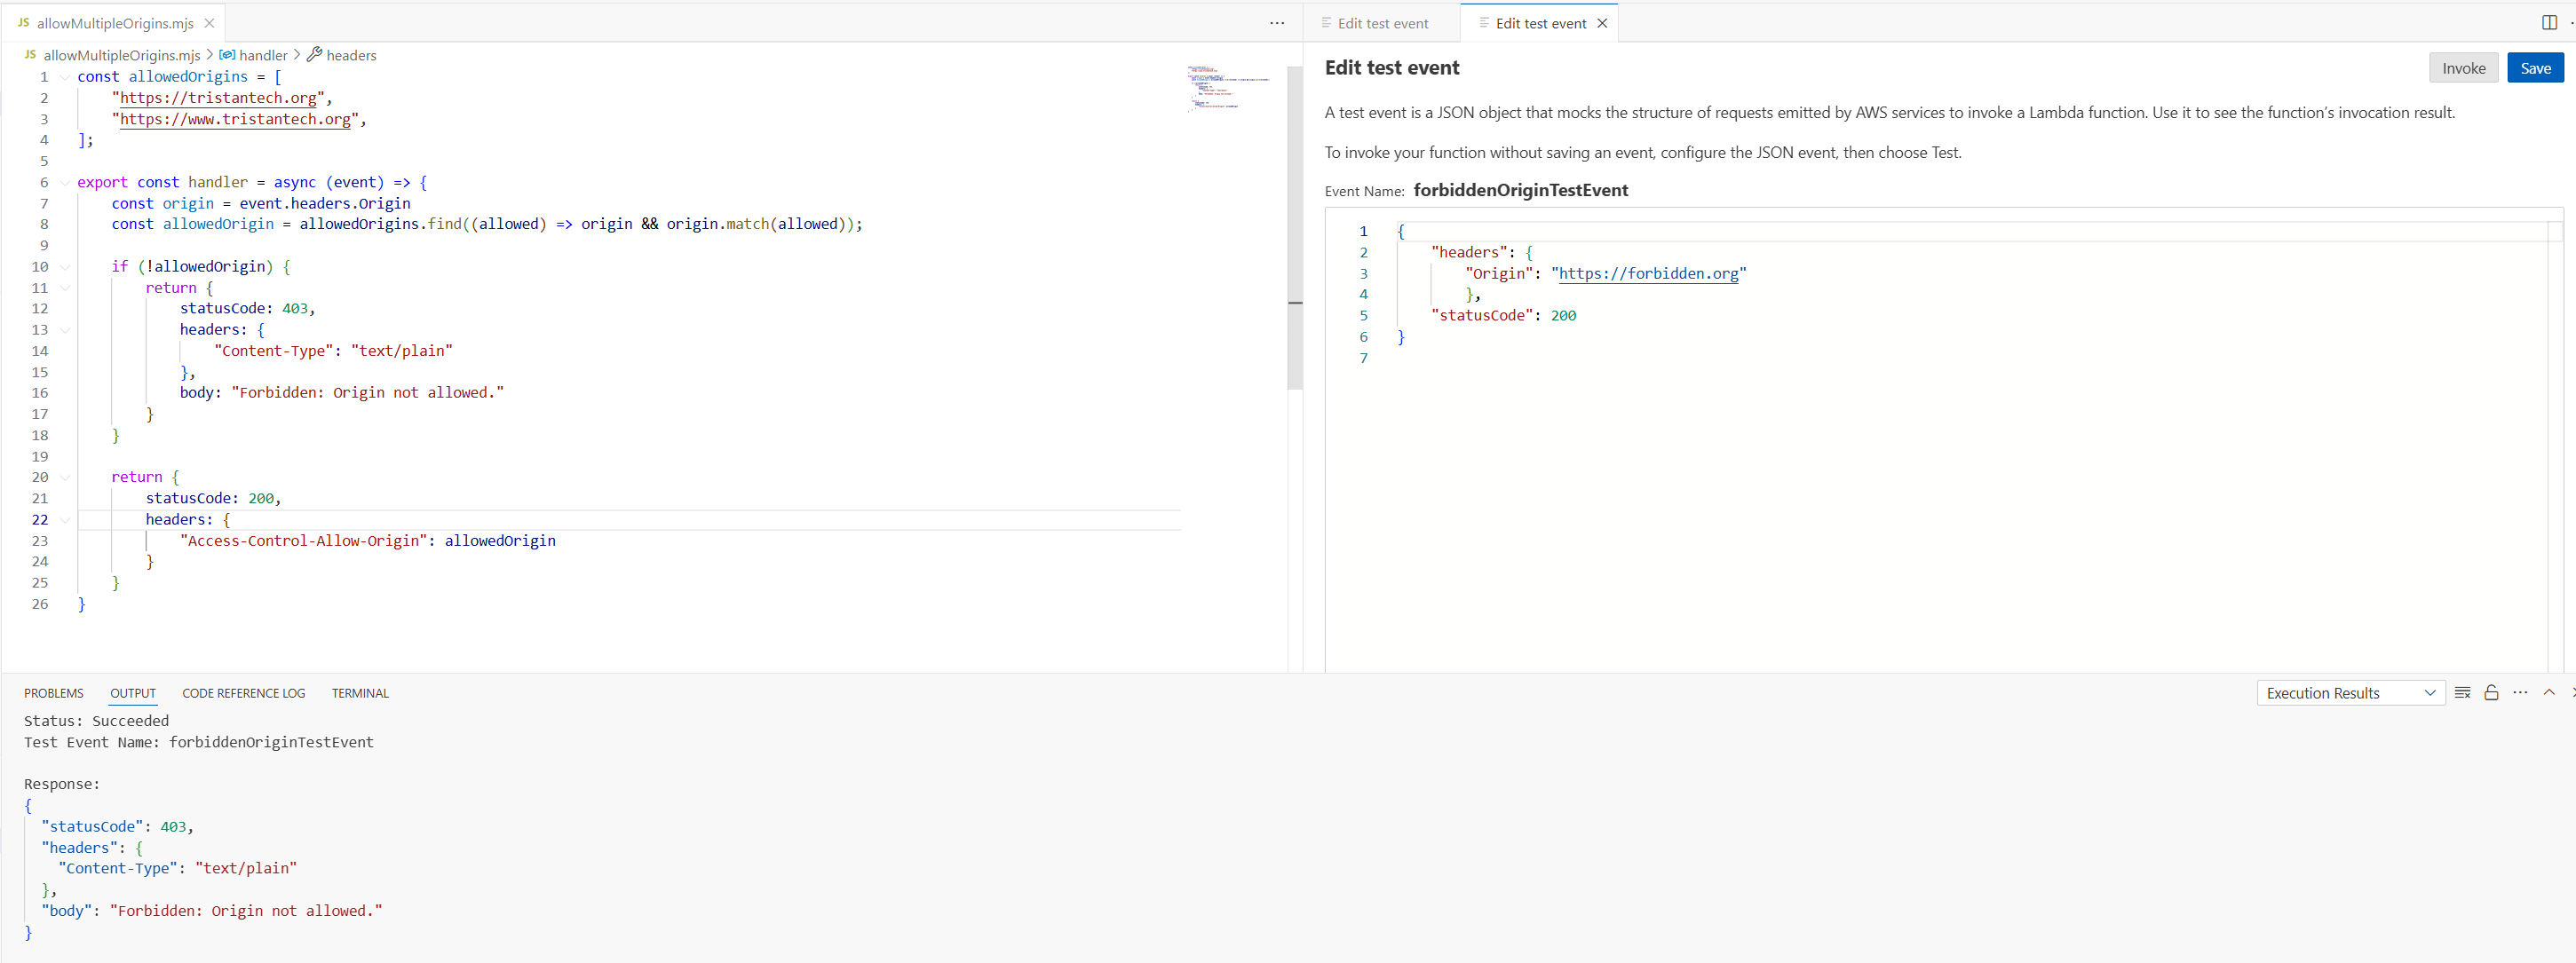 JS allowMultipleOrigins.mjs
JS allowMultipleOrigins.mjs > handler > headers
1 const allowedOrigins = [
2 "https://tristantech.org",
3 "https://www.tristantech.org",
4 ];
5
6 export const handler = async (event) => {
7 const origin = event.headers.Origin
8 const allowedOrigin = allowedOrigins.find((allowed) => origin && origin.match(allowed));
9
10 if (!allowedOrigin) {
11 return {
12 statusCode: 403,
13 headers: {
14 "Content-Type": "text/plain"
15 },
16 body: "Forbidden: Origin not allowed."
17 }
18 }
19
20 return {
21 statusCode: 200,
22 headers: {
23 "Access-Control-Allow-Origin": allowedOrigin
24 }
25 }
26 }
Edit test event Edit test event
Edit test event
Invoke Save
A test event is a JSON object that mocks the structure of requests emitted by AWS services to invoke a Lambda function. Use it to see the function's invocation result.
To invoke your function without saving an event, configure the JSON event, then choose Test.
Event Name: forbiddenOriginTestEvent
1 {
2 "headers": {
3 "Origin": "https://forbidden.org"
4 },
5 "statusCode": 200
6 }
7
PROBLEMS OUTPUT CODE REFERENCE LOG TERMINAL
Execution Results
Status: Succeeded
Test Event Name: forbiddenOriginTestEvent
Response:
{
"statusCode": 403,
"headers": {
"Content-Type": "text/plain"
},
"body": "Forbidden: Origin not allowed."
}